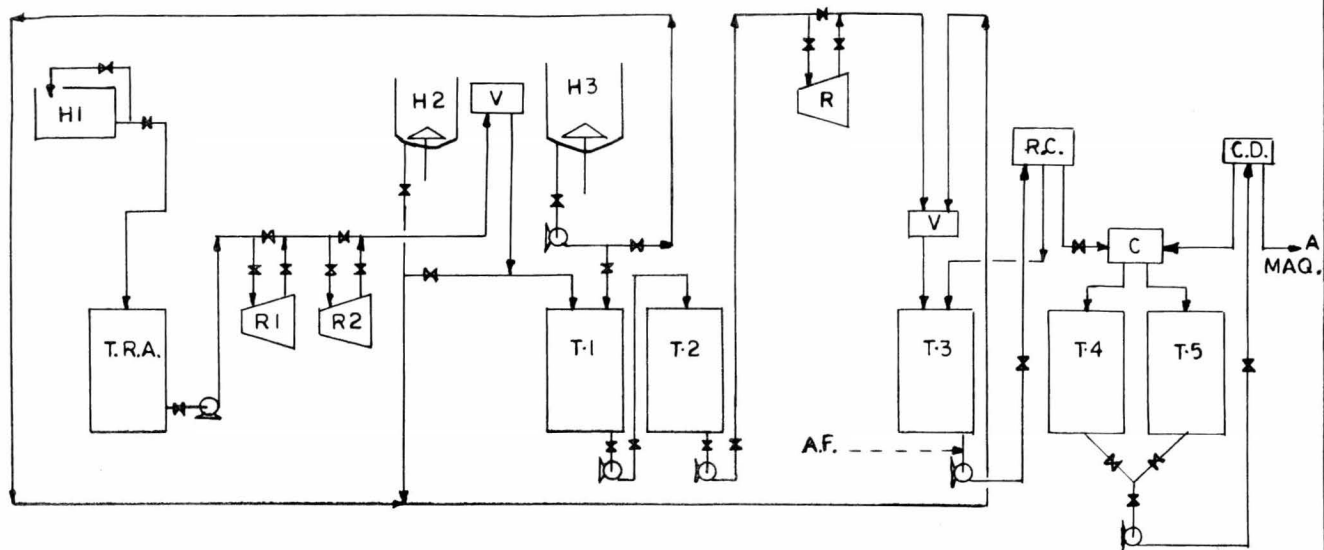 H1
H2
V
H3
R
R.C.
C.D.
V
C
A
MAQ.
R1
R2
T.R.A.
T·1
T·2
T·3
T·4
T·5
A.F.